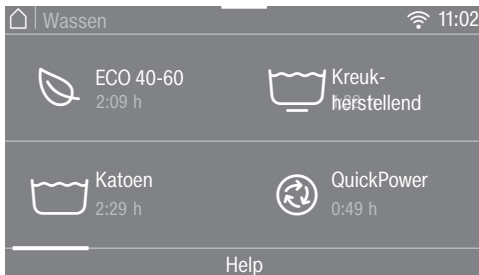 Wassen 11:02
ECO 40-60
2:09 h
Kreuk-
herstellend
Katoen
2:29 h
QuickPower
0:49 h
Help